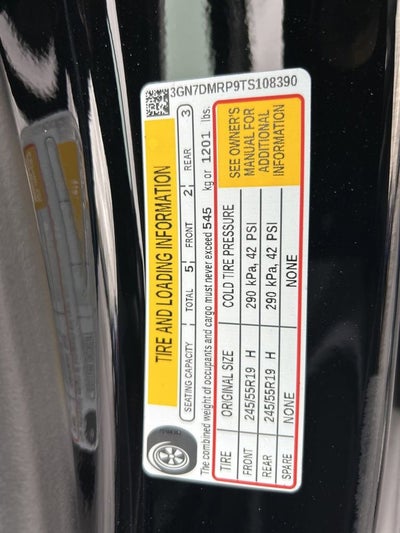 3GN7DMRP9TS108390
TIRE AND LOADING INFORMATION
SEATING CAPACITY TOTAL 5 FRONT 2 REAR 3
The combined weight of occupants and cargo must never exceed 545 kg or 1201 lbs.
TIRE ORIGINAL SIZE COLD TIRE PRESSURE
FRONT 245/55R19 H 290 kPa, 42 PSI
REAR 245/55R19 H 290 kPa, 42 PSI
SPARE NONE NONE
SEE OWNER'S
MANUAL FOR
ADDITIONAL
INFORMATION